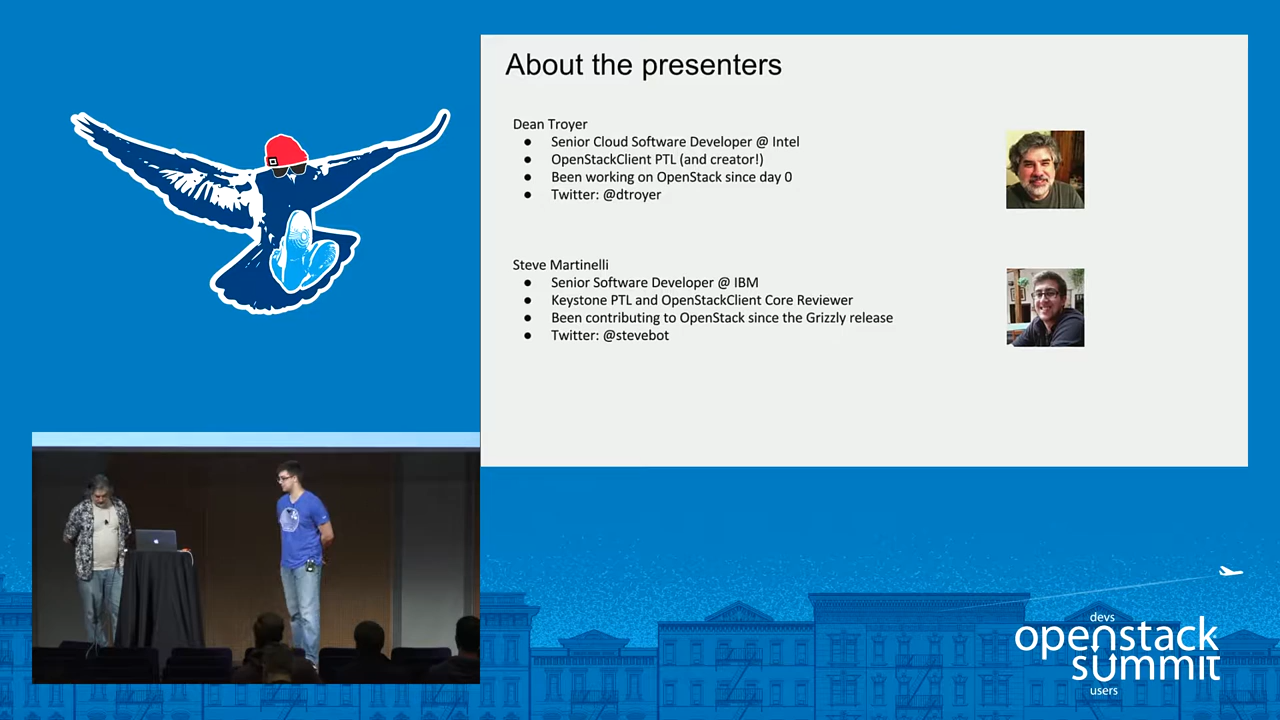 About the presenters
Dean Troyer
● Senior Cloud Software Developer @ Intel
● OpenStackClient PTL (and creator!)
● Been working on OpenStack since day 0
● Twitter: @dtroyer
Steve Martinelli
● Senior Software Developer @ IBM
● Keystone PTL and OpenStackClient Core Reviewer
● Been contributing to OpenStack since the Grizzly release
● Twitter: @stevebot
devs
openstack
summit
users